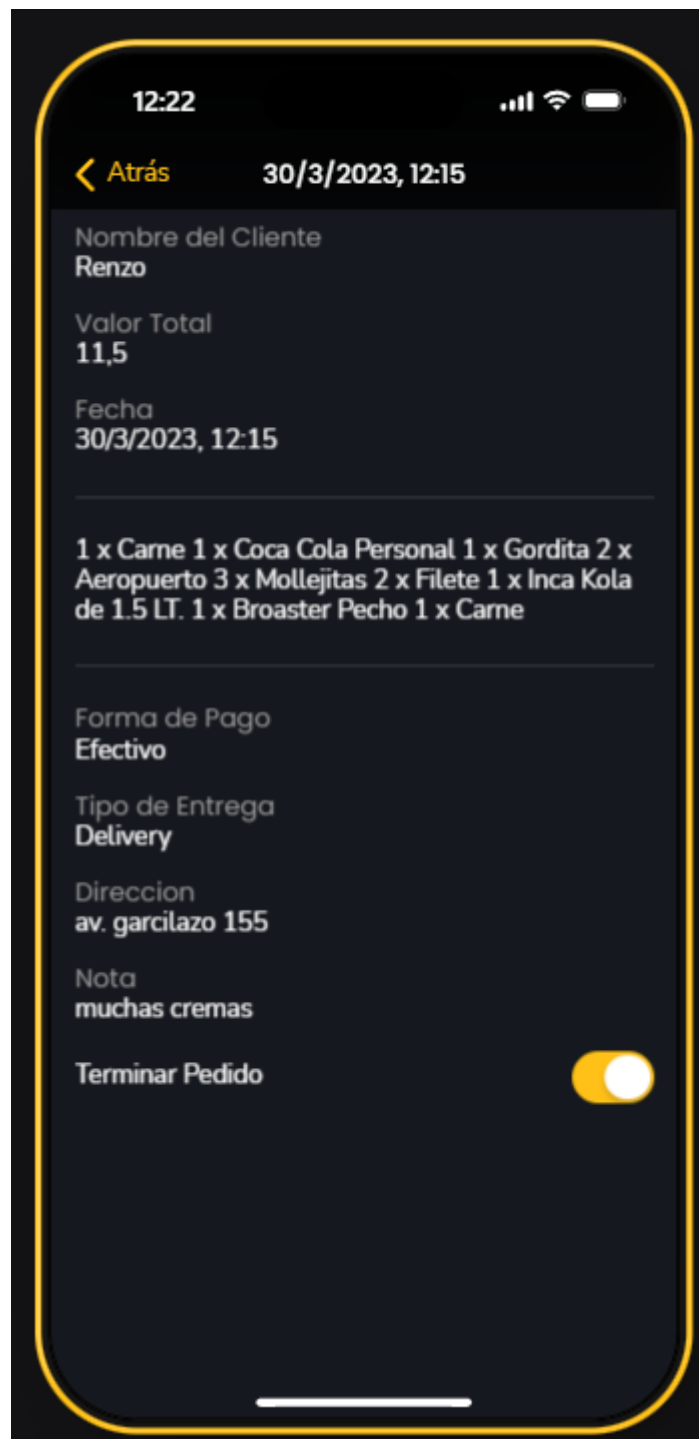 12:22
Atrás 30/3/2023, 12:15
Nombre del Cliente
Renzo
Valor Total
11,5
Fecha
30/3/2023, 12:15
1 x Carne 1 x Coca Cola Personal 1 x Gordita 2 x
Aeropuerto 3 x Mollejitas 2 x Filete 1 x Inca Kola
de 1.5 LT. 1 x Broaster Pecho 1 x Carne
Forma de Pago
Efectivo
Tipo de Entrega
Delivery
Direccion
av. garcilazo 155
Nota
muchas cremas
Terminar Pedido